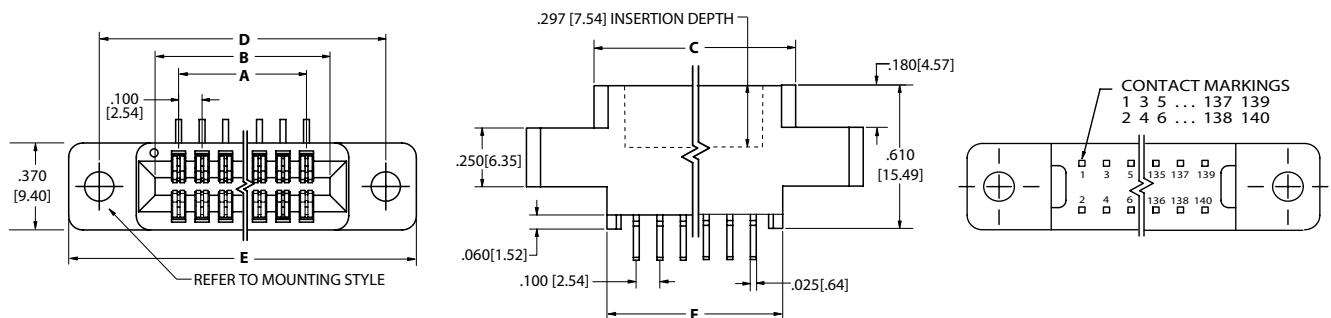 D
B
A
.100
[2.54]
.370
[9.40]
E
REFER TO MOUNTING STYLE
.297 [7.54] INSERTION DEPTH
C
.180[4.57]
.250[6.35]
.610
[15.49]
.060[1.52]
.100 [2.54]
.025[.64]
F
CONTACT MARKINGS
1 3 5 ... 137 139
2 4 6 ... 138 140
1 3 5 135 137 139
2 4 6 136 138 140